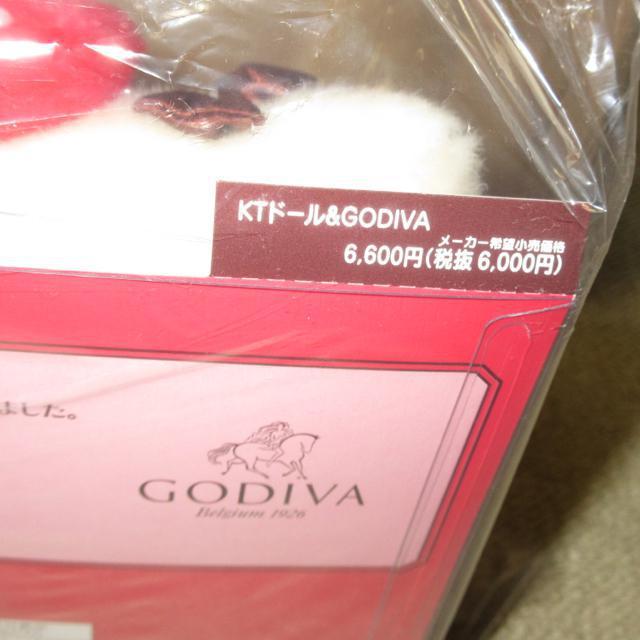 KTドール&GODIVA
メーカー希望小売価格
6,600円(税抜6,000円)
ました。
GODIVA
Belgium 1926